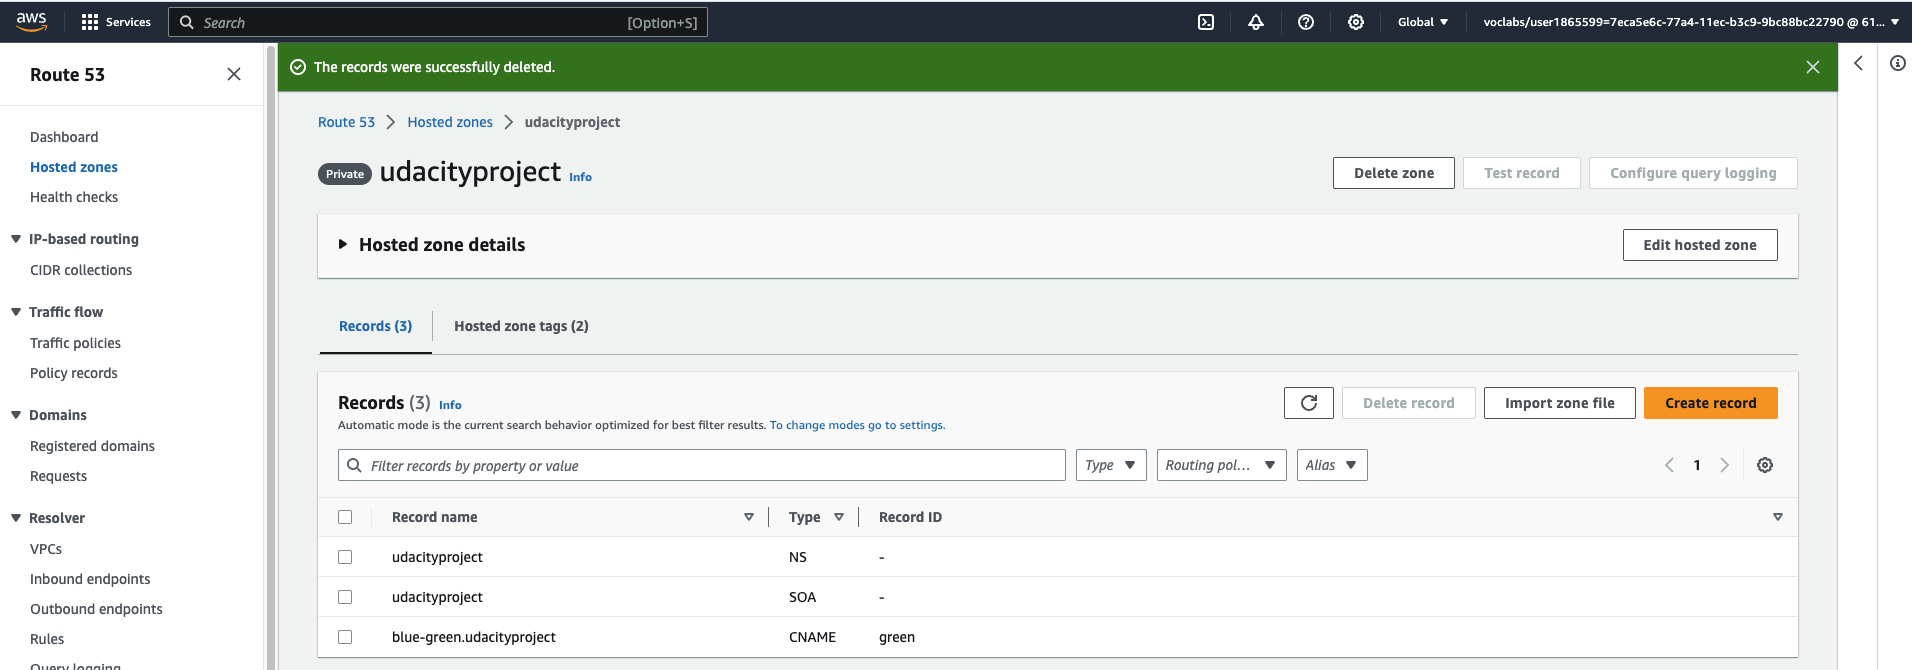 aws
Services
Search
[Option+S]
Global
voclabs/user1865599=7eca5e6c-77a4-11ec-b3c9-9bc88bc22790 @ 61...
Route 53
The records were successfully deleted.
Dashboard
Hosted zones
Health checks
IP-based routing
CIDR collections
Traffic flow
Traffic policies
Policy records
Domains
Registered domains
Requests
Resolver
VPCs
Inbound endpoints
Outbound endpoints
Rules
Query logging
Route 53 > Hosted zones > udacityproject
Private udacityproject Info
Delete zone
Test record
Configure query logging
Hosted zone details
Edit hosted zone
Records (3)
Hosted zone tags (2)
Records (3) Info
Automatic mode is the current search behavior optimized for best filter results. To change modes go to settings.
Delete record
Import zone file
Create record
Filter records by property or value
Type
Routing pol...
Alias
1
Record name Type Record ID
udacityproject NS -
udacityproject SOA -
blue-green.udacityproject CNAME green